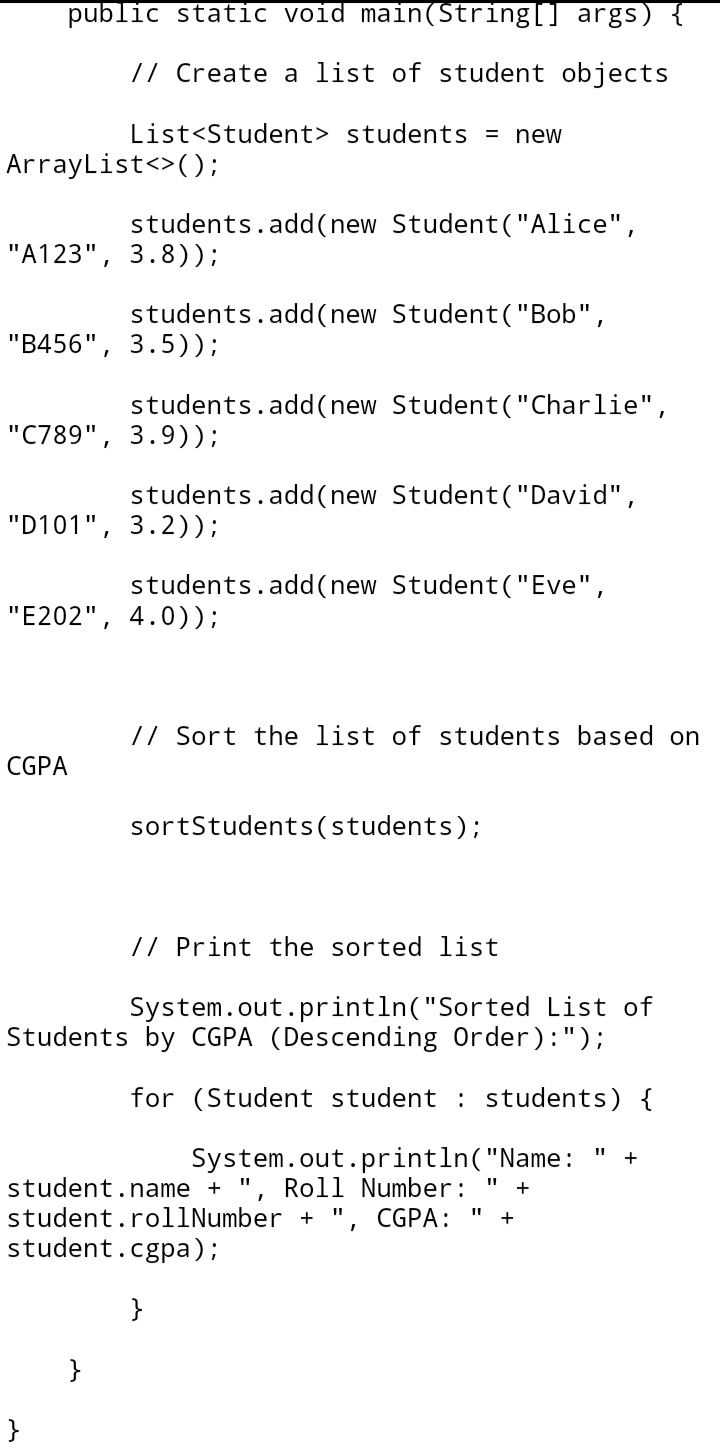 public static void main(String[] args) {
// Create a list of student objects
List<Student> students = new
ArrayList<>();
students.add(new Student("Alice",
"A123", 3.8));
students.add(new Student("Bob",
"B456", 3.5));
students.add(new Student("Charlie",
"C789", 3.9));
students.add(new Student("David",
"D101", 3.2));
students.add(new Student("Eve",
"E202", 4.0));
// Sort the list of students based on
CGPA
sortStudents(students);
// Print the sorted list
System.out.println("Sorted List of
Students by CGPA (Descending Order):");
for (Student student : students) {
System.out.println("Name: " +
student.name + ", Roll Number: " +
student.rollNumber + ", CGPA: " +
student.cgpa);
}
}
}